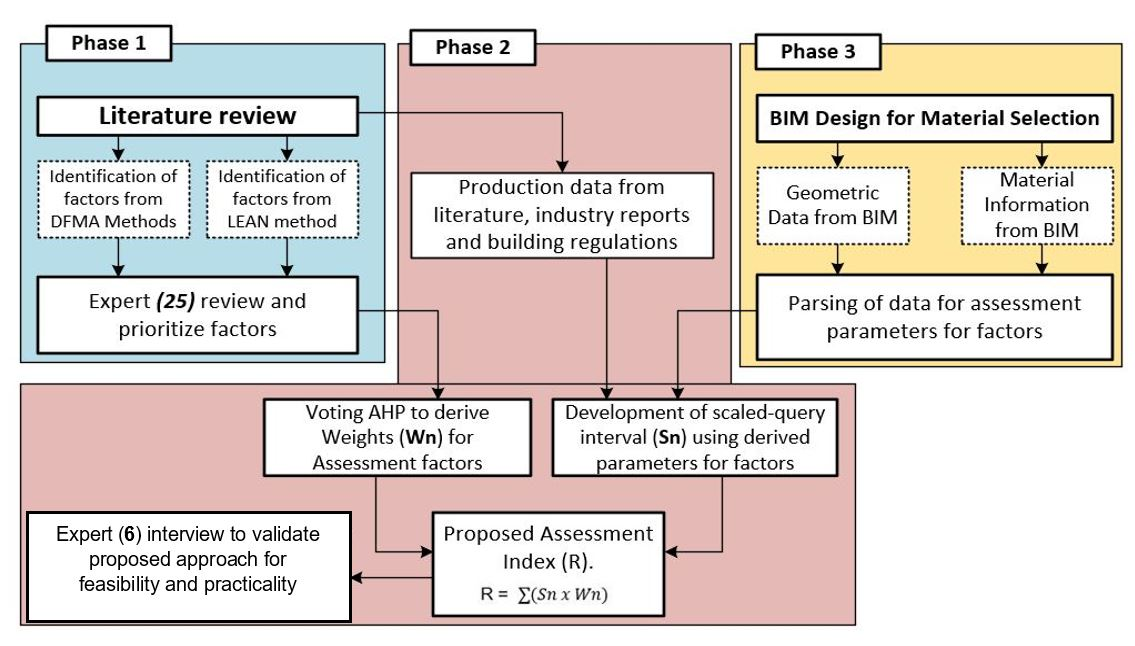 Phase 1
Literature review
Identification of
factors from
DFMA Methods
Identification of
factors from
LEAN method
Expert (25) review and
prioritize factors
Phase 2
Production data from
literature, industry reports
and building regulations
Phase 3
BIM Design for Material Selection
Geometric
Data from BIM
Material
Information
from BIM
Parsing of data for assessment
parameters for factors
Voting AHP to derive
Weights (Wn) for
Assessment factors
Development of scaled-query
interval (Sn) using derived
parameters for factors
Expert (6) interview to validate
proposed approach for
feasibility and practicality
Proposed Assessment
Index (R).
R = ∑(Sn x Wn)